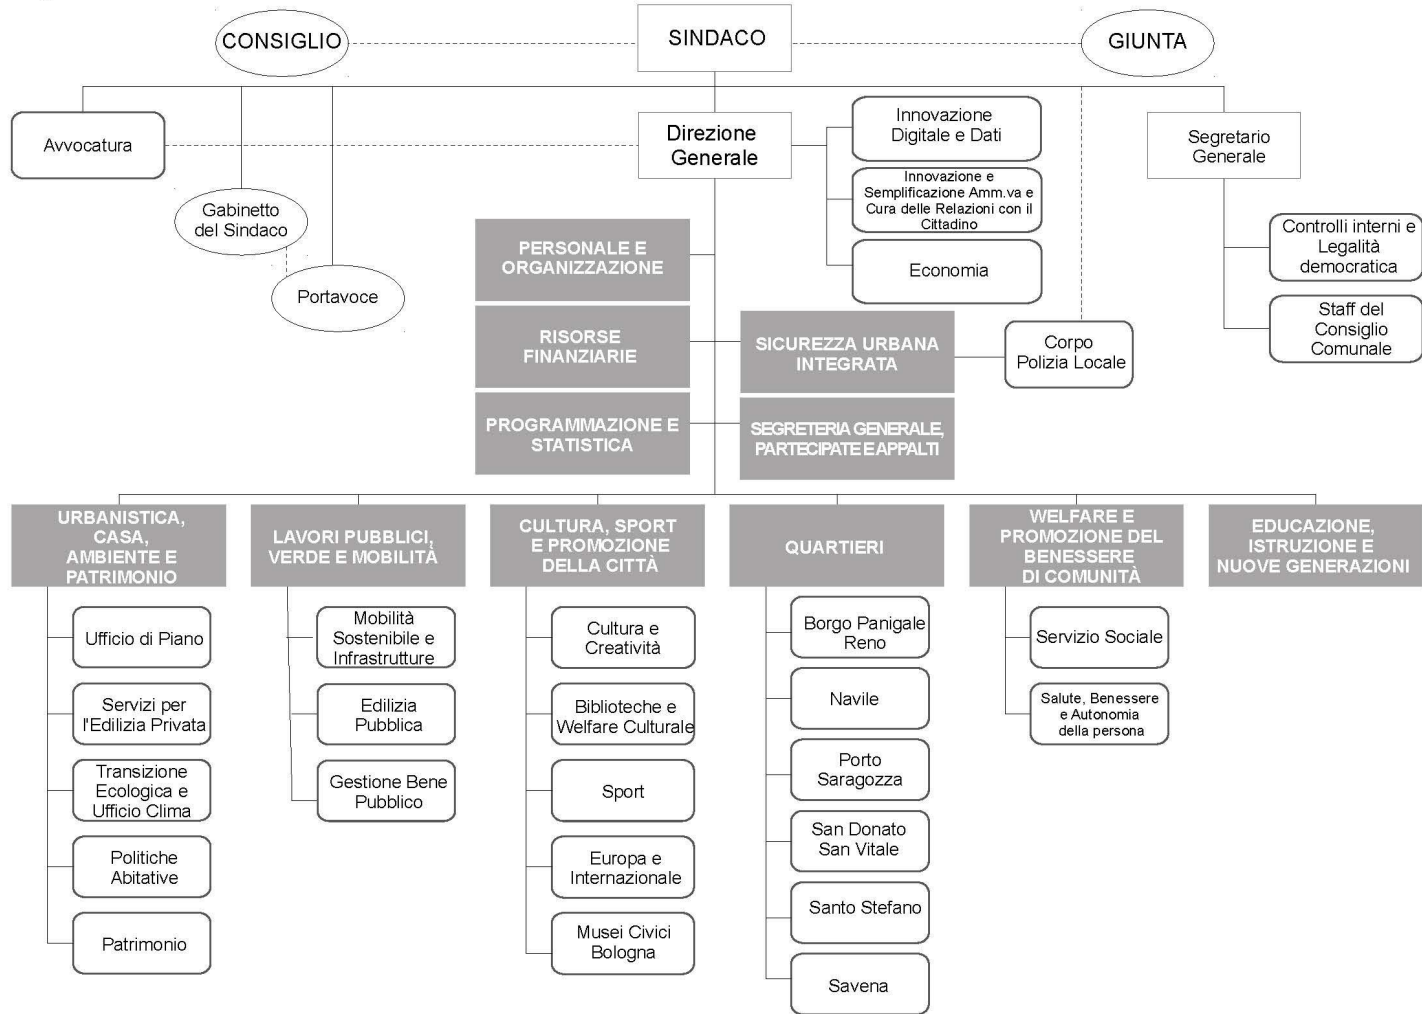 CONSIGLIO
SINDACO
GIUNTA
Avvocatura
Direzione
Generale
Innovazione
Digitale e Dati
Segretario
Generale
Innovazione e
Semplificazione Amm.va e
Cura delle Relazioni con il
Cittadino
Gabinetto
del Sindaco
Economia
Controlli interni e
Legalità
democratica
Portavoce
PERSONALE E
ORGANIZZAZIONE
RISORSE
FINANZIARIE
SICUREZZA URBANA
INTEGRATA
Corpo
Polizia Locale
Staff del
Consiglio
Comunale
PROGRAMMAZIONE E
STATISTICA
SEGRETERIA GENERALE,
PARTECIPATE E APPALTI
URBANISTICA,
CASA,
AMBIENTE E
PATRIMONIO
LAVORI PUBBLICI,
VERDE E MOBILITÀ
CULTURA, SPORT
E PROMOZIONE
DELLA CITTÀ
QUARTIERI
WELFARE E
PROMOZIONE DEL
BENESSERE
DI COMUNITÀ
EDUCAZIONE,
ISTRUZIONE E
NUOVE GENERAZIONI
Ufficio di Piano
Servizi per
l'Edilizia Privata
Transizione
Ecologica e
Ufficio Clima
Politiche
Abitative
Patrimonio
Mobilità
Sostenibile e
Infrastrutture
Edilizia
Pubblica
Gestione Bene
Pubblico
Cultura e
Creatività
Biblioteche e
Welfare Culturale
Sport
Europa e
Internazionale
Musei Civici
Bologna
Borgo Panigale
Reno
Navile
Porto
Saragozza
San Donato
San Vitale
Santo Stefano
Savena
Servizio Sociale
Salute, Benessere
e Autonomia
della persona